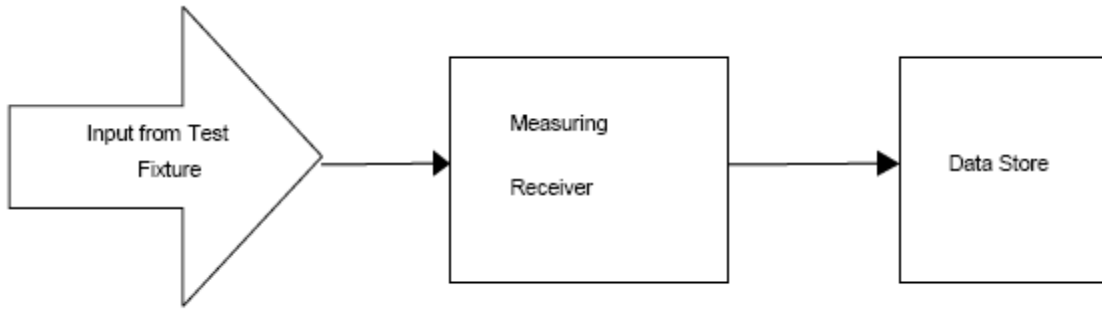 Input from Test
Fixture
Measuring
Receiver
Data Store